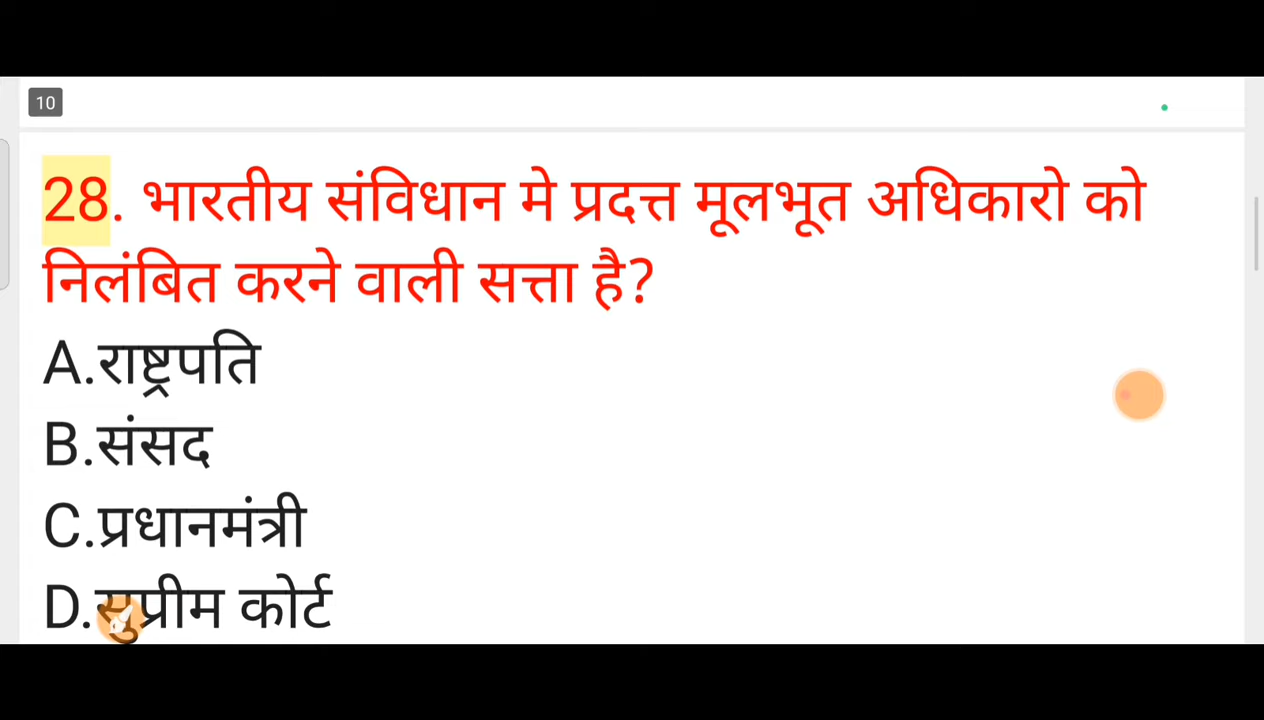 10
28. भारतीय संविधान मे प्रदत्त मूलभूत अधिकारो को
निलंबित करने वाली सत्ता है?
A.राष्ट्रपति
B.संसद
C.प्रधानमंत्री
D.सुप्रीम कोर्ट